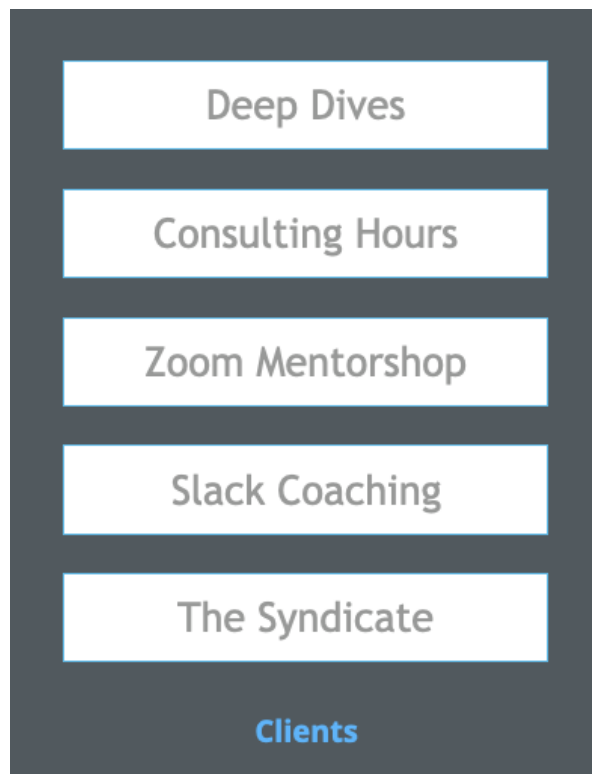 Deep Dives
Consulting Hours
Zoom Mentorshop
Slack Coaching
The Syndicate
Clients